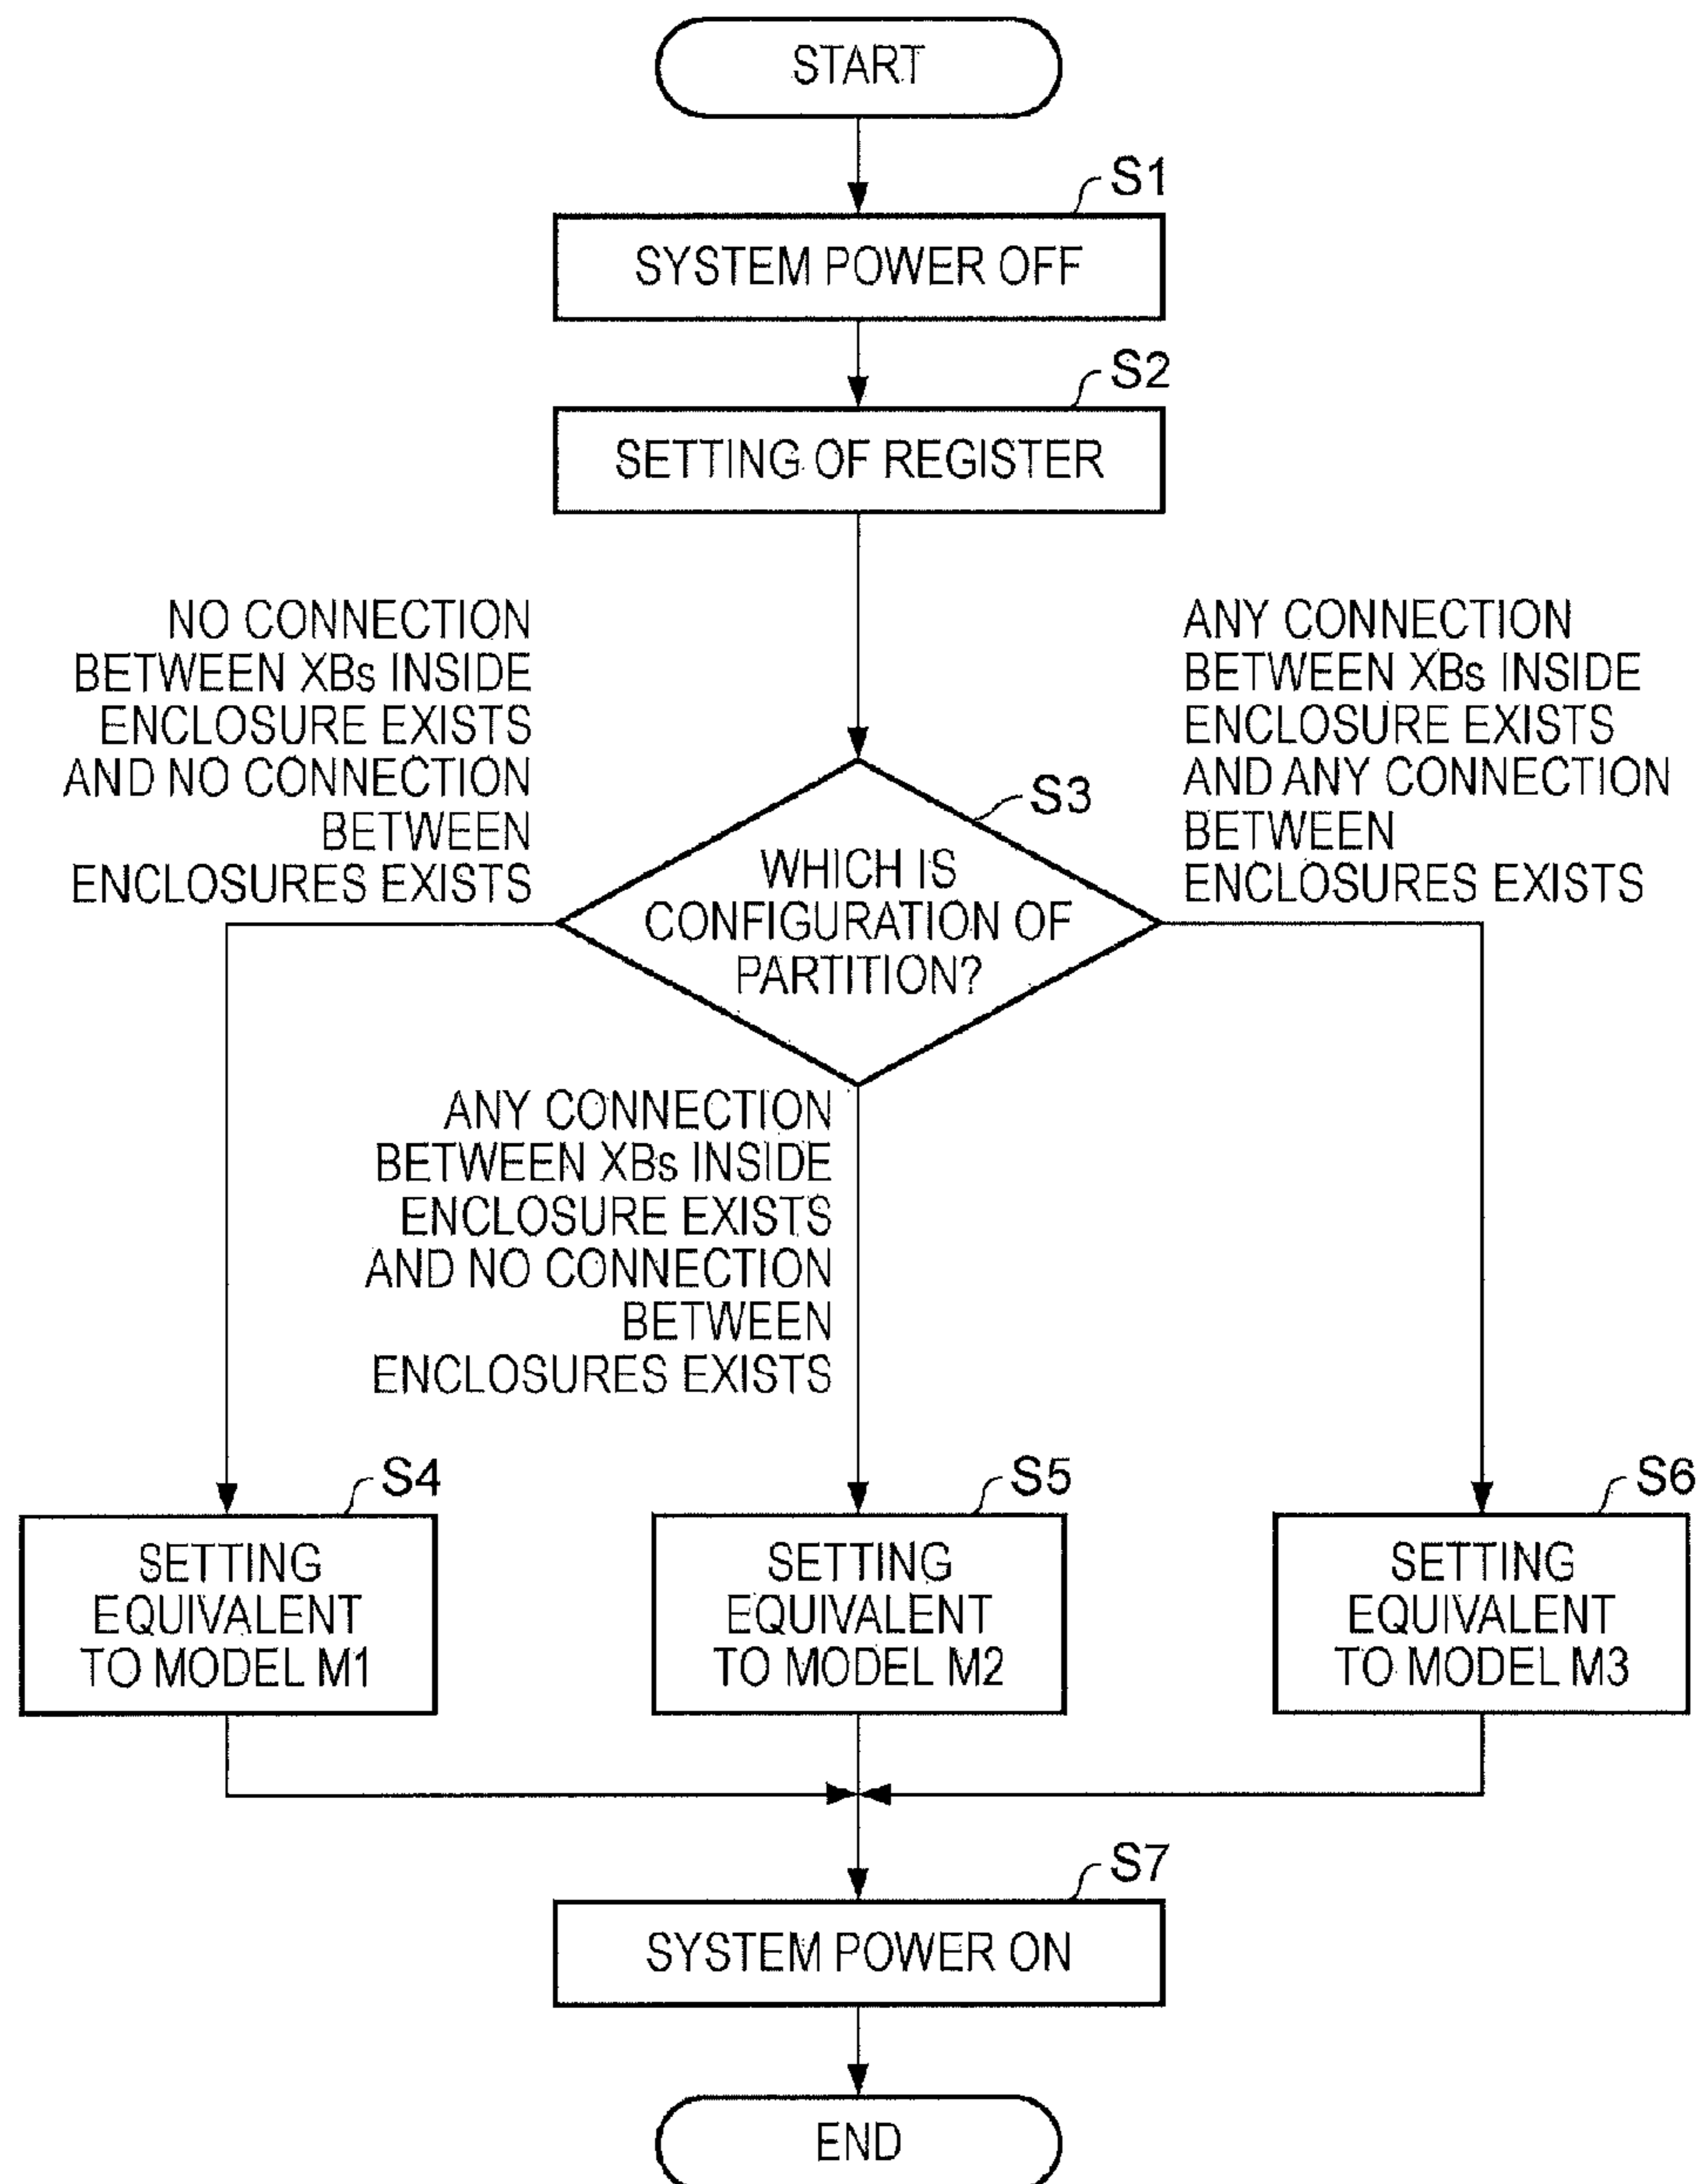 START
S1
SYSTEM POWER OFF
S2
SETTING OF REGISTER
NO CONNECTION
BETWEEN XBs INSIDE
ENCLOSURE EXISTS
AND NO CONNECTION
BETWEEN
ENCLOSURES EXISTS
ANY CONNECTION
BETWEEN XBs INSIDE
ENCLOSURE EXISTS
AND ANY CONNECTION
BETWEEN
ENCLOSURES EXISTS
S3
WHICH IS
CONFIGURATION OF
PARTITION?
ANY CONNECTION
BETWEEN XBs INSIDE
ENCLOSURE EXISTS
AND NO CONNECTION
BETWEEN
ENCLOSURES EXISTS
S4
SETTING
EQUIVALENT
TO MODEL M1
S5
SETTING
EQUIVALENT
TO MODEL M2
S6
SETTING
EQUIVALENT
TO MODEL M3
S7
SYSTEM POWER ON
END